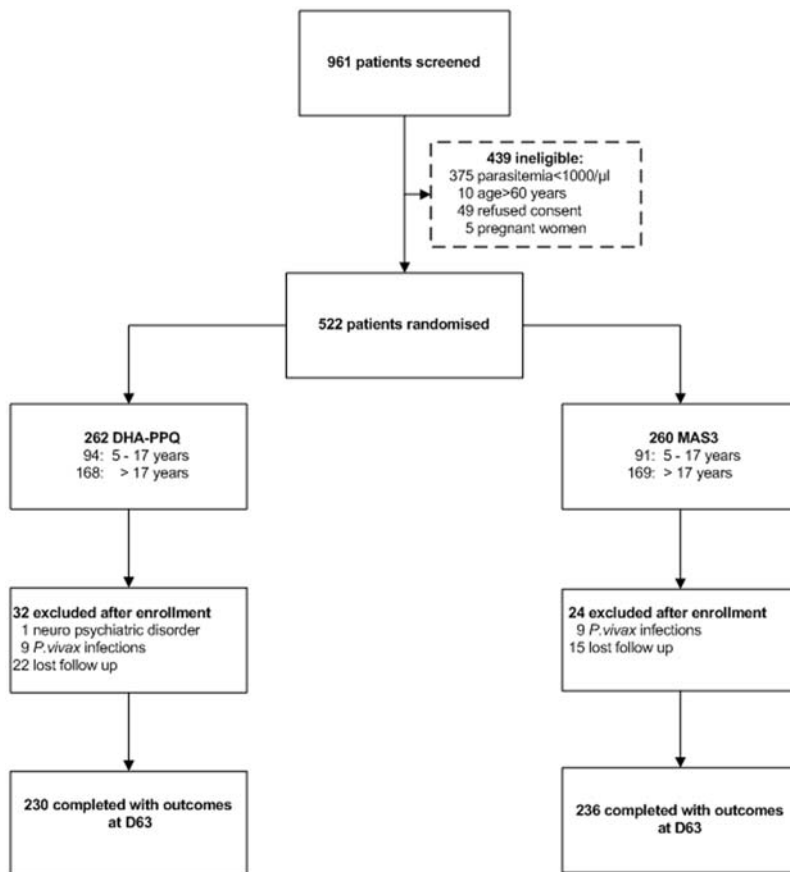 961 patients screened
439 ineligible:
375 parasitemia<1000/µl
10 age>60 years
49 refused consent
5 pregnant women
522 patients randomised
262 DHA-PPQ
94: 5 - 17 years
168: > 17 years
260 MAS3
91: 5 - 17 years
169: > 17 years
32 excluded after enrollment
1 neuro psychiatric disorder
9 P.vivax infections
22 lost follow up
24 excluded after enrollment
9 P.vivax infections
15 lost follow up
230 completed with outcomes
at D63
236 completed with outcomes
at D63